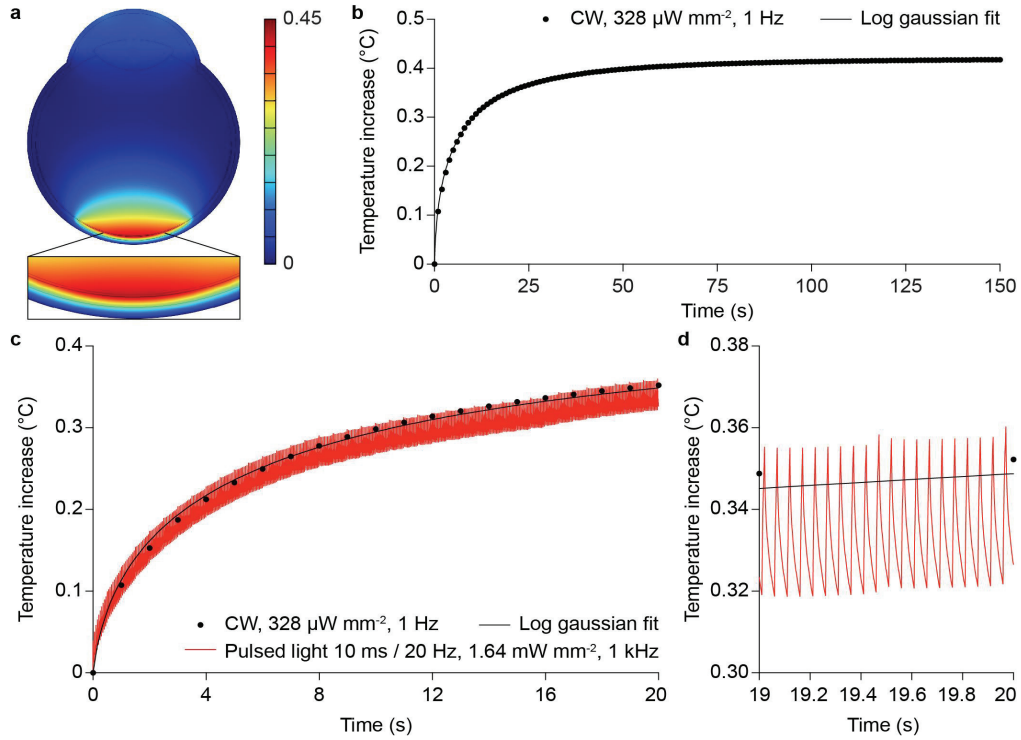 a
0.45
0
b
CW, 328 µW mm-2, 1 Hz
Log gaussian fit
Temperature increase (°C)
0.5
0.4
0.3
0.2
0.1
0
0 25 50 75 100 125 150
Time (s)
c
Temperature increase (°C)
0.4
0.3
0.2
0.1
0
CW, 328 µW mm-2, 1 Hz
Log gaussian fit
Pulsed light 10 ms / 20 Hz, 1.64 mW mm-2, 1 kHz
0 4 8 12 16 20
Time (s)
d
Temperature increase (°C)
0.38
0.36
0.34
0.32
0.30
19 19.2 19.4 19.6 19.8 20
Time (s)